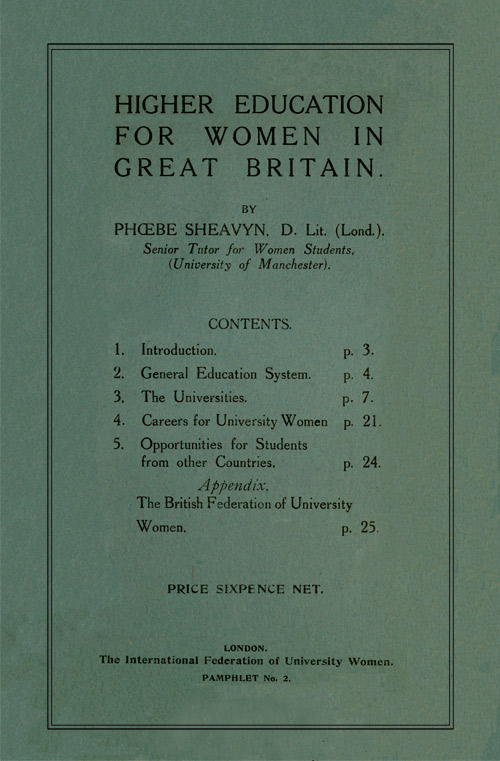 HIGHER EDUCATION
FOR WOMEN IN
GREAT BRITAIN.
BY
PHŒBE SHEAVYN, D. Lit. (Lond.).
Senior Tutor for Women Students,
(University of Manchester).
CONTENTS.
1. Introduction. p. 3.
2. General Education System. p. 4.
3. The Universities. p. 7.
4. Careers for University Women p. 21.
5. Opportunities for Students
from other Countries. p. 24.
Appendix.
The British Federation of University
Women. p. 25.
PRICE SIXPENCE NET.
LONDON.
The International Federation of University Women.
PAMPHLET No. 2.